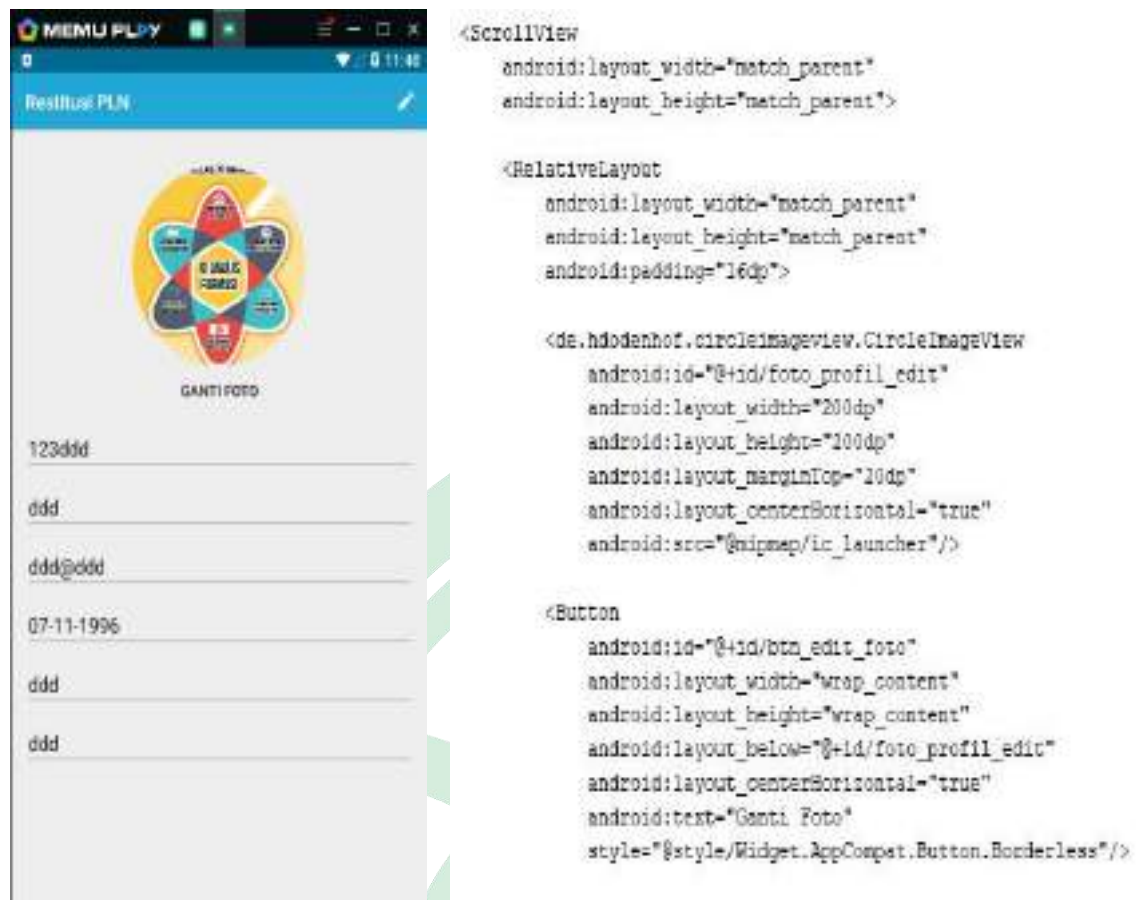 MEMU PLAY
11:40
Restitusi PLN
GANTI FOTO
123ddd
ddd
ddd@ddd
07-11-1996
ddd
ddd
<ScrollView
android:layout_width="match_parent"
android:layout_height="match_parent">
<RelativeLayout
android:layout_width="match_parent"
android:layout_height="match_parent"
android:padding="16dp">
<de.hdodenhof.circleimageview.CircleImageView
android:id="@+id/foto_profil_edit"
android:layout_width="200dp"
android:layout_height="200dp"
android:layout_marginTop="20dp"
android:layout_centerHorizontal="true"
android:src="@mipmap/ic_launcher"/>
<Button
android:id="@+id/btn_edit_foto"
android:layout_width="wrap_content"
android:layout_height="wrap_content"
android:layout_below="@+id/foto_profil_edit"
android:layout_centerHorizontal="true"
android:text="Ganti Foto"
style="@style/Widget.AppCompat.Button.Borderless"/>